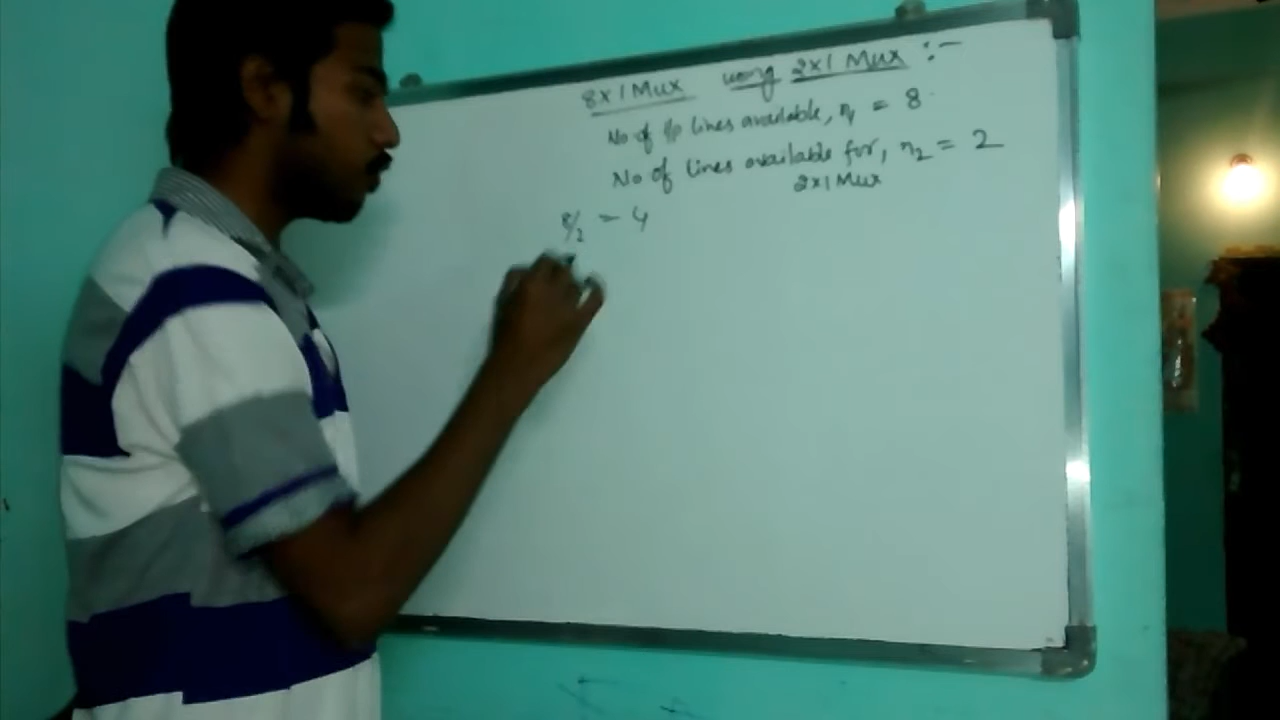 8x1 Mux using 2x1 Mux :-
No of i/p lines available, n1 = 8
No of lines available for, n2 = 2
2x1 Mux
8/2 = 4